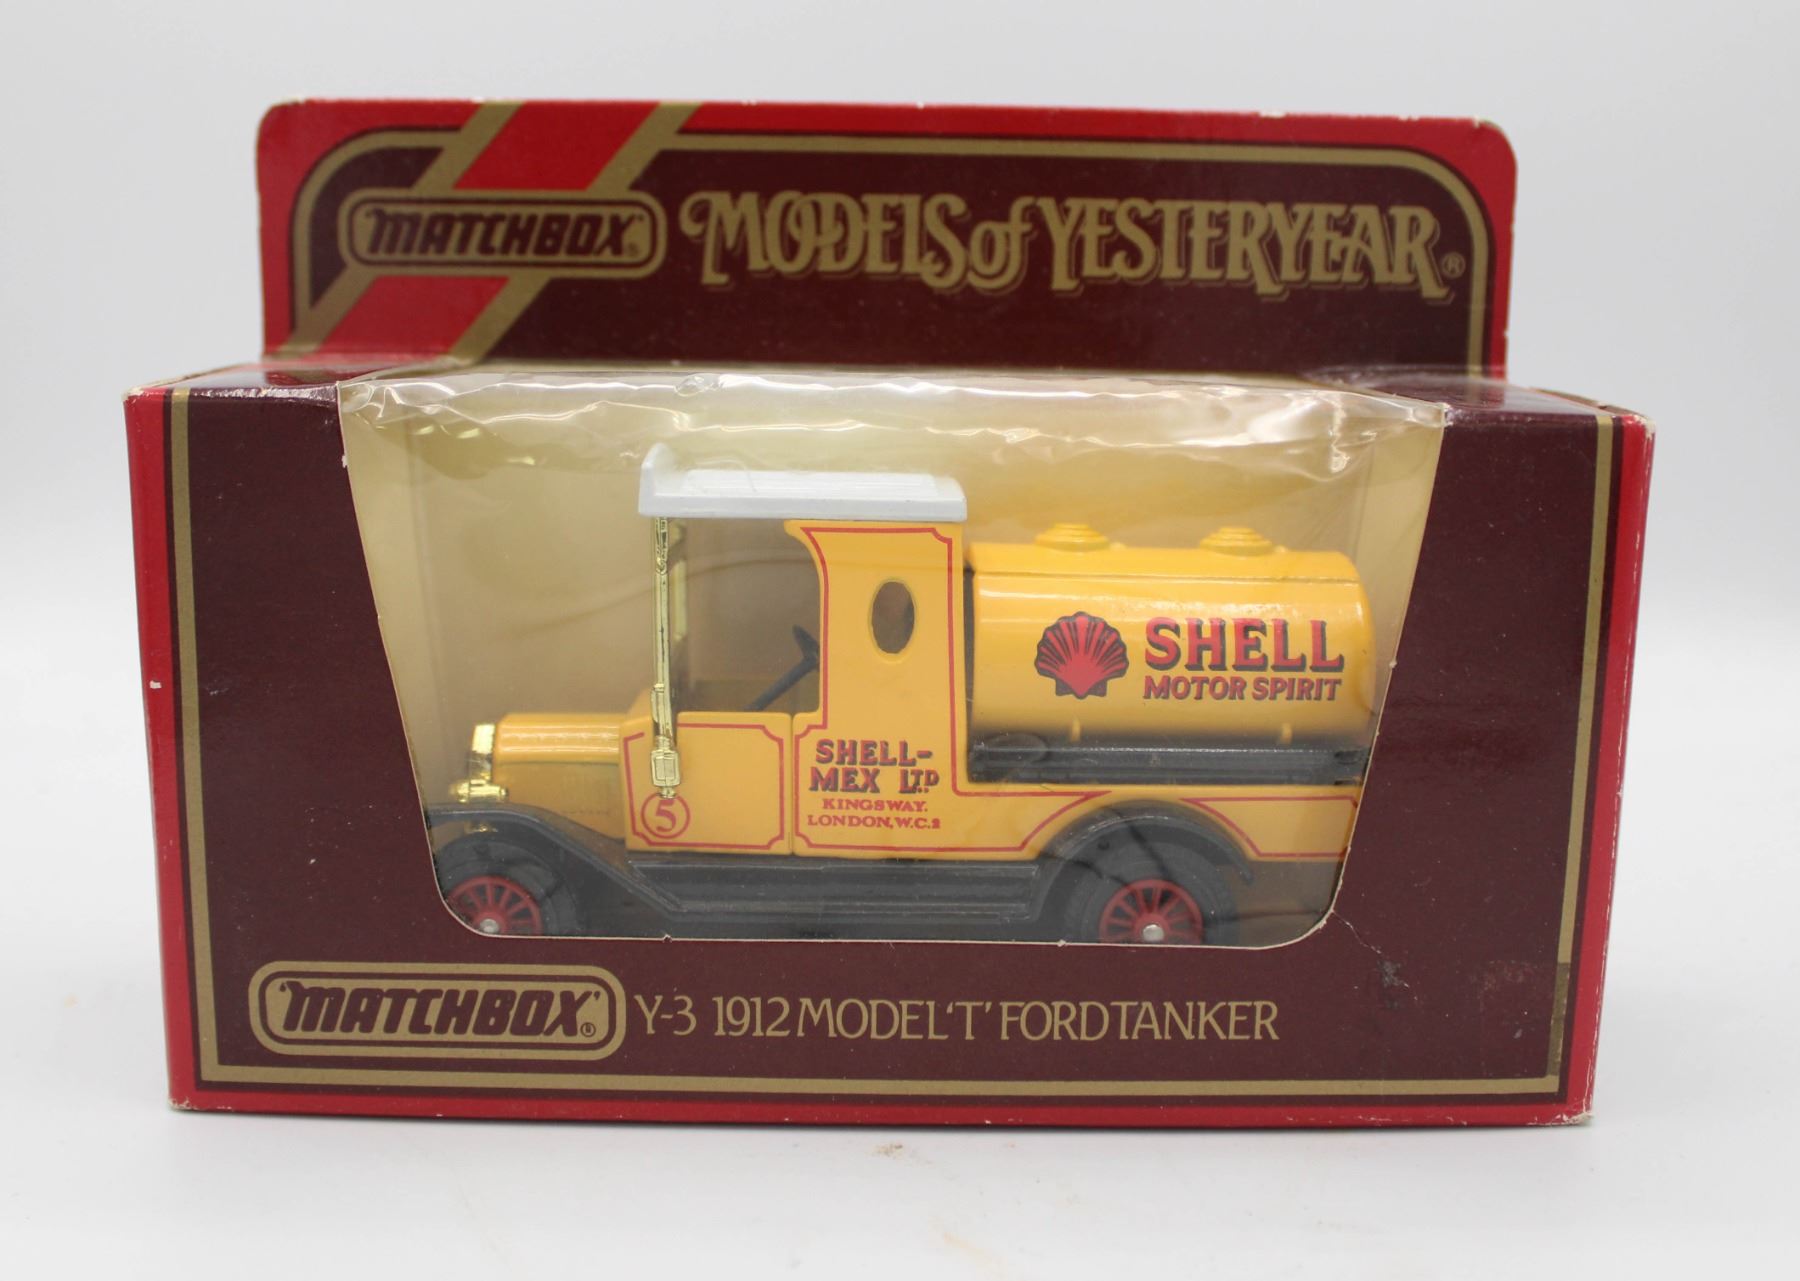 'MATCHBOX'® MODELS of YESTERYEAR®
SHELL
MOTOR SPIRIT
SHELL-
MEX LTD
KINGSWAY.
LONDON, W.C.2
5
'MATCHBOX'® Y-3 1912 MODEL 'T' FORD TANKER